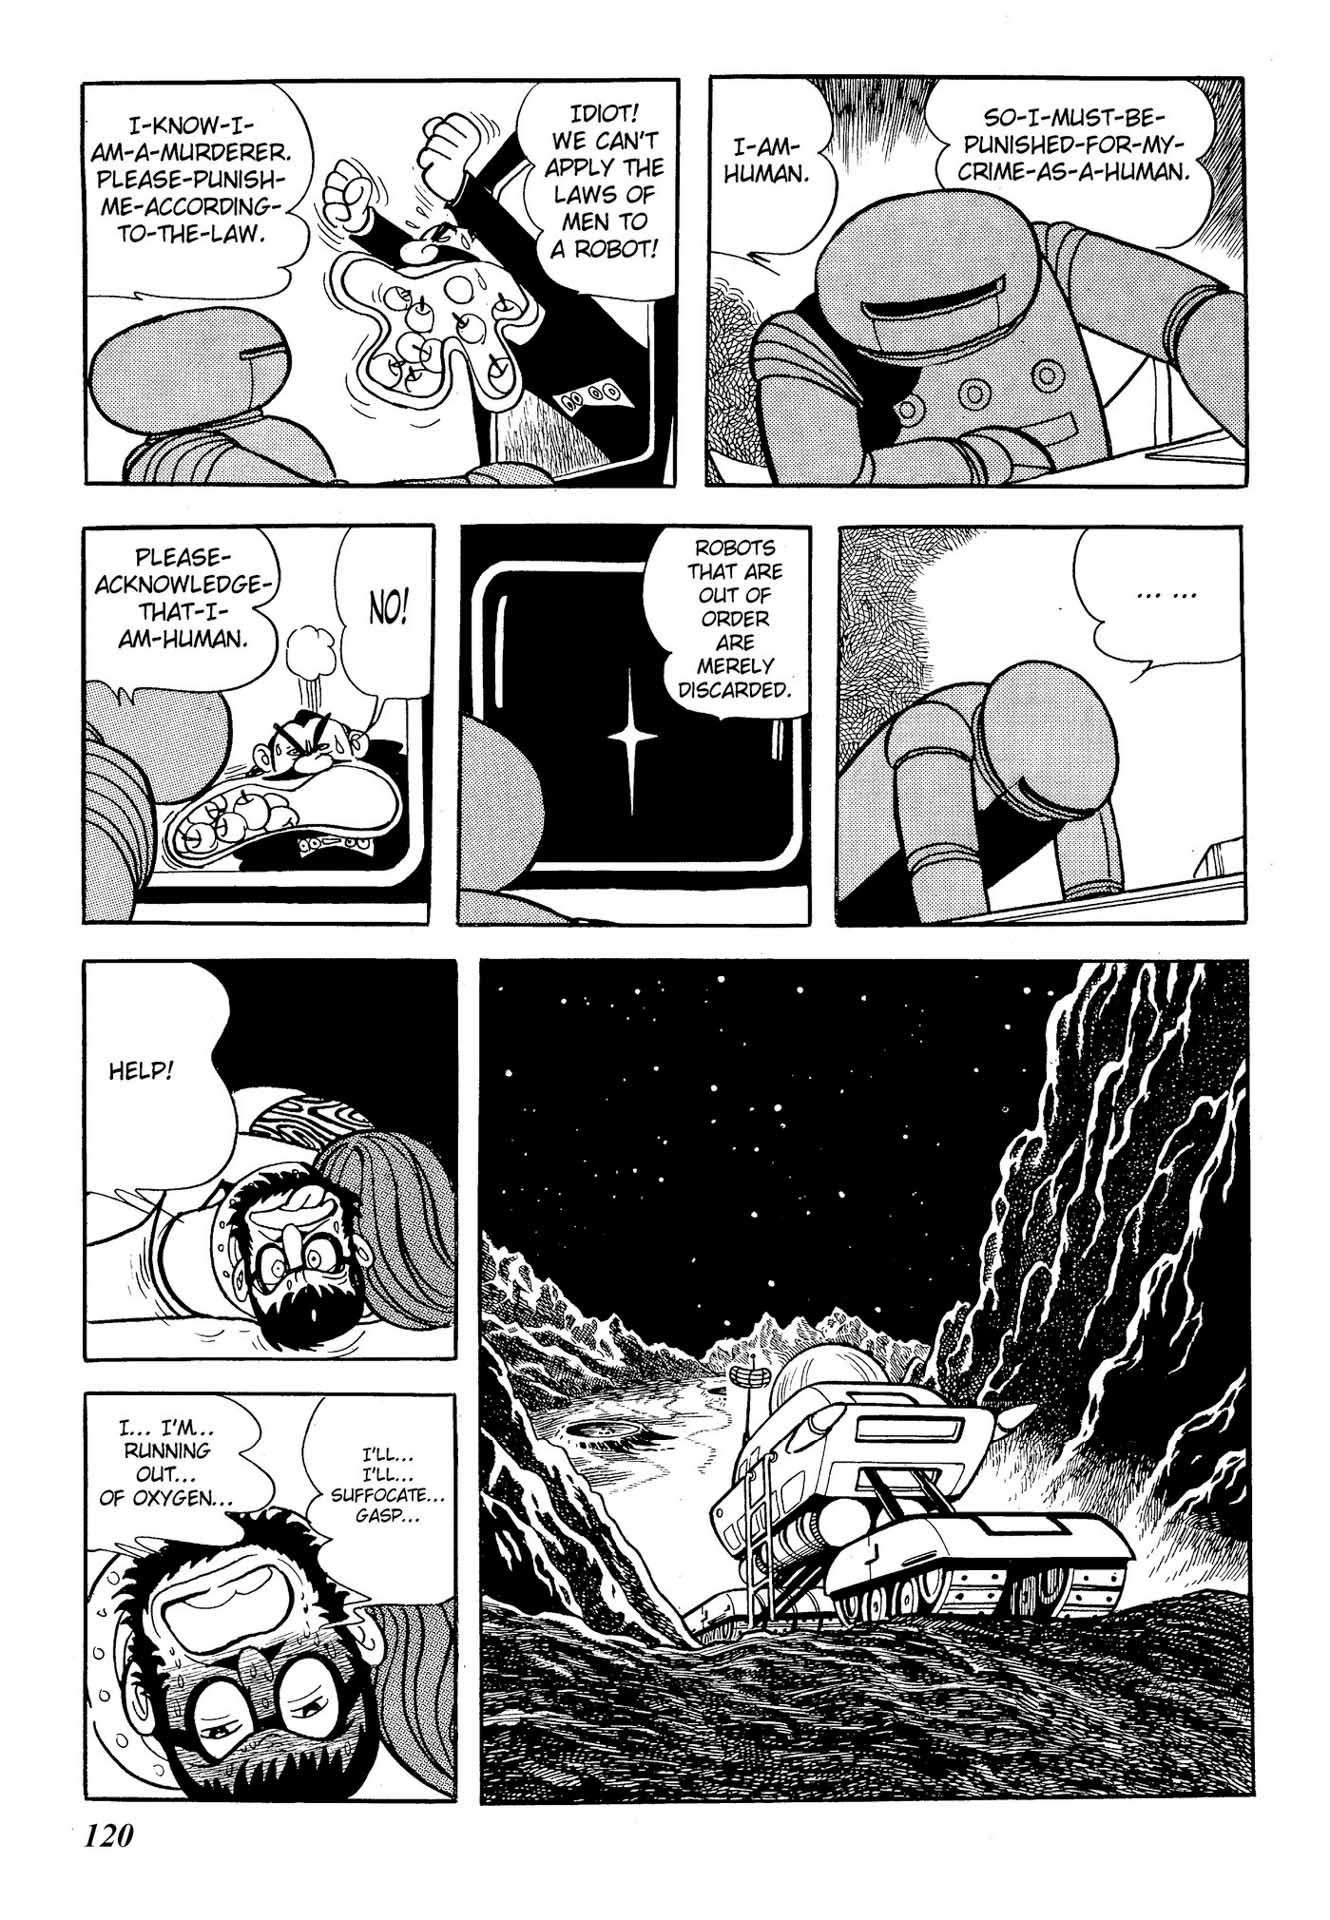 I-KNOW-I-
AM-A-MURDERER.
PLEASE-PUNISH-
ME-ACCORDING-
TO-THE-LAW.
IDIOT!
WE CAN'T
APPLY THE
LAWS OF
MEN TO
A ROBOT!
I-AM-
HUMAN.
SO-I-MUST-BE-
PUNISHED-FOR-MY-
CRIME-AS-A-HUMAN.
PLEASE-
ACKNOWLEDGE-
THAT-I-
AM-HUMAN.
NO!
ROBOTS
THAT ARE
OUT OF
ORDER
ARE
MERELY
DISCARDED.
... ...
HELP!
I... I'M...
RUNNING
OUT...
OF OXYGEN...
I'LL...
I'LL...
SUFFOCATE...
GASP...
120